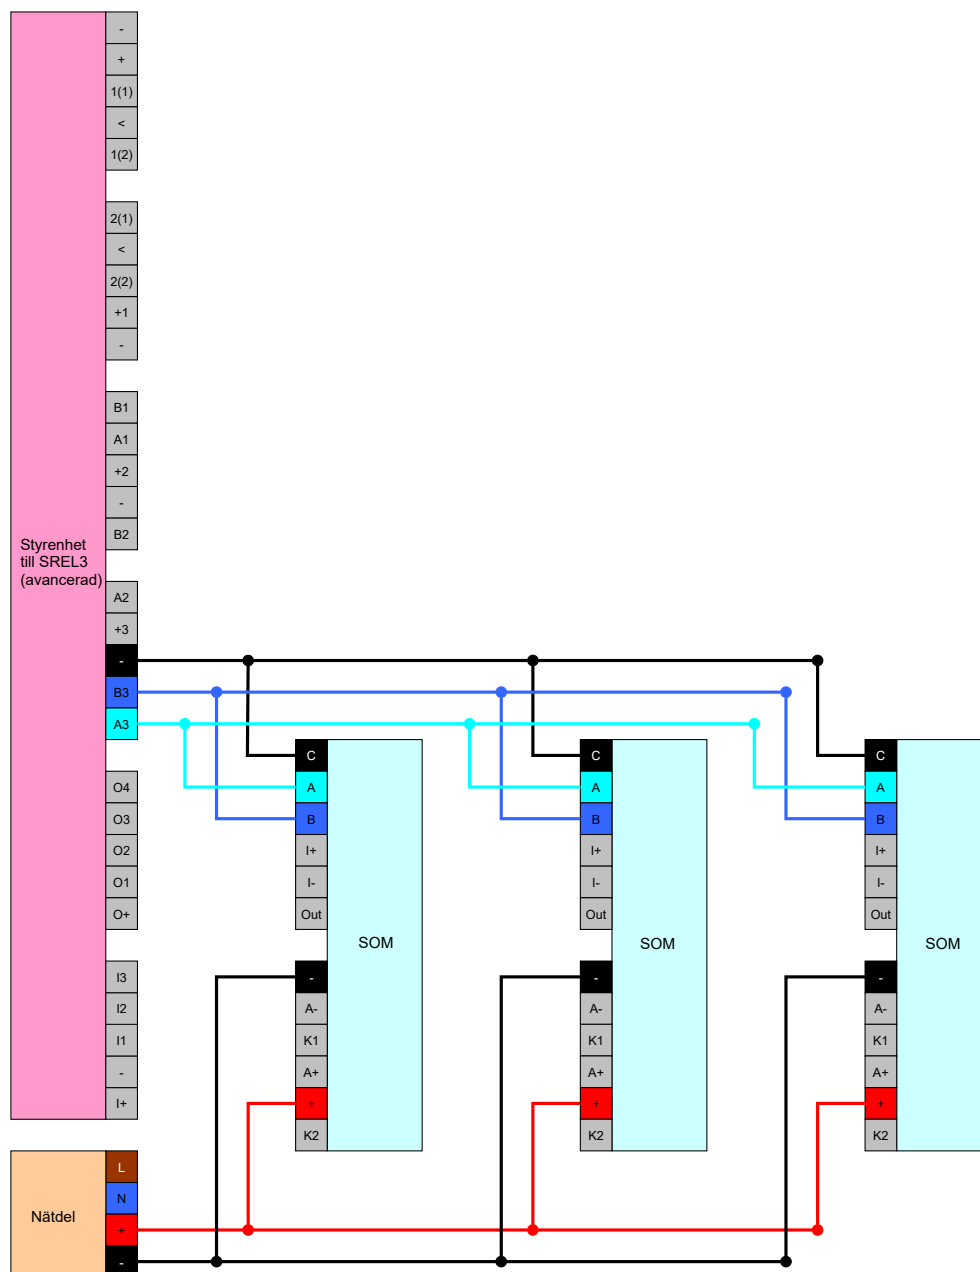 -
+
1(1)
<
1(2)
2(1)
<
2(2)
+1
-
B1
A1
+2
-
B2
Styrenhet
till SREL3
(avancerad)
A2
+3
-
B3
A3
O4
O3
O2
O1
O+
I3
I2
I1
-
I+
C
A
B
I+
I-
Out
SOM
-
A-
K1
A+
+
K2
C
A
B
I+
I-
Out
SOM
-
A-
K1
A+
+
K2
C
A
B
I+
I-
Out
SOM
-
A-
K1
A+
+
K2
Nätdel
L
N
+
-